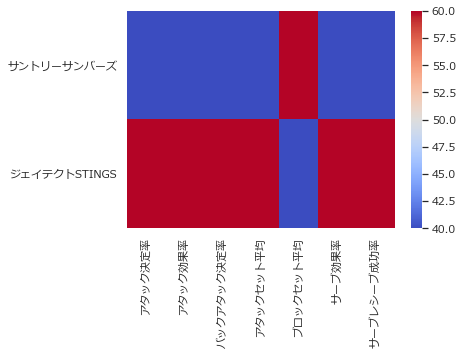 サントリーサンバーズ
ジェイテクトSTINGS
アタック決定率
アタック効果率
バックアタック決定率
アタックセット平均
ブロックセット平均
サーブ効果率
サーブレシーブ成功率
60.0
57.5
55.0
52.5
50.0
47.5
45.0
42.5
40.0